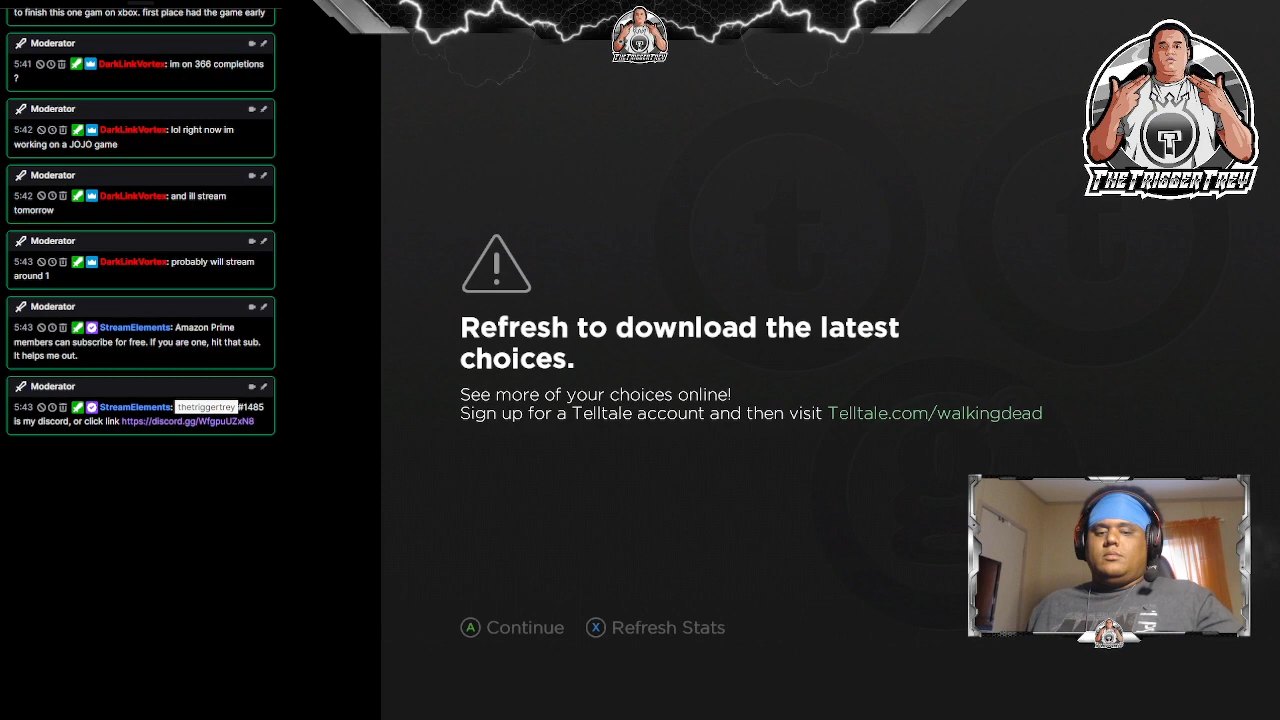 to finish this one gam on xbox. first place had the game early
Moderator
5:41 DarkLinkVortex: im on 366 completions
?
Moderator
5:42 DarkLinkVortex: lol right now im
working on a JOJO game
Moderator
5:42 DarkLinkVortex: and ill stream
tomorrow
Moderator
5:43 DarkLinkVortex: probably will stream
around 1
Moderator
5:43 StreamElements: Amazon Prime
members can subscribe for free. If you are one, hit that sub.
It helps me out.
Moderator
5:43 StreamElements: thetriggertrey #1485
is my discord, or click link https://discord.gg/WfgpuUZxN8
THETRIGGERTREY
T
THETRIGGERTREY
Refresh to download the latest
choices.
See more of your choices online!
Sign up for a Telltale account and then visit Telltale.com/walkingdead
A Continue X Refresh Stats